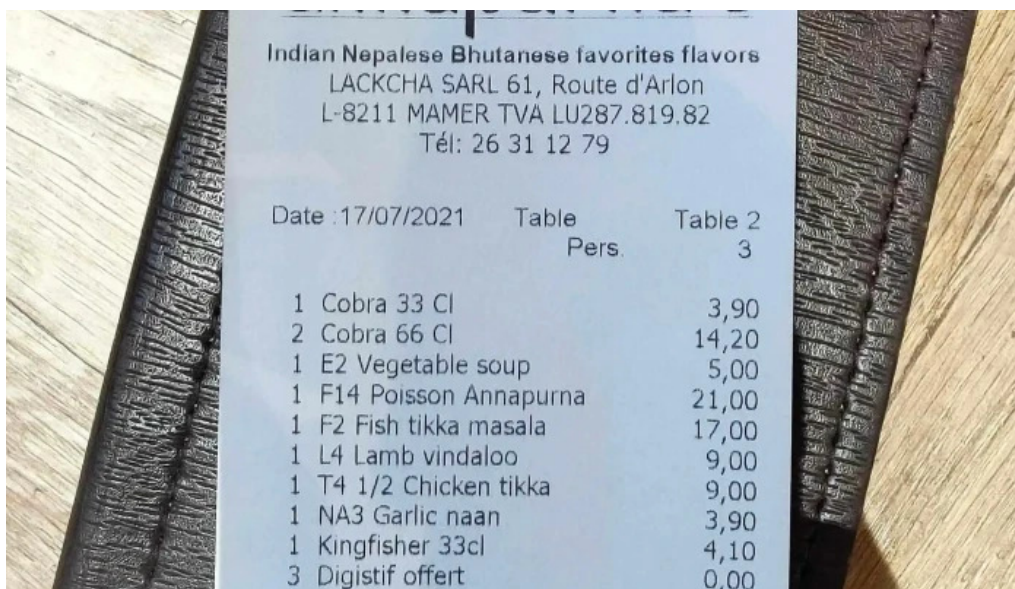 Indian Nepalese Bhutanese favorites flavors
LACKCHA SARL 61, Route d'Arlon
L-8211 MAMER TVA LU287.819.82
Tél: 26 31 12 79
Date :17/07/2021 Table Table 2
Pers. 3
1 Cobra 33 Cl 3,90
2 Cobra 66 Cl 14,20
1 E2 Vegetable soup 5,00
1 F14 Poisson Annapurna 21,00
1 F2 Fish tikka masala 17,00
1 L4 Lamb vindaloo 9,00
1 T4 1/2 Chicken tikka 9,00
1 NA3 Garlic naan 3,90
1 Kingfisher 33cl 4,10
3 Digistif offert 0,00